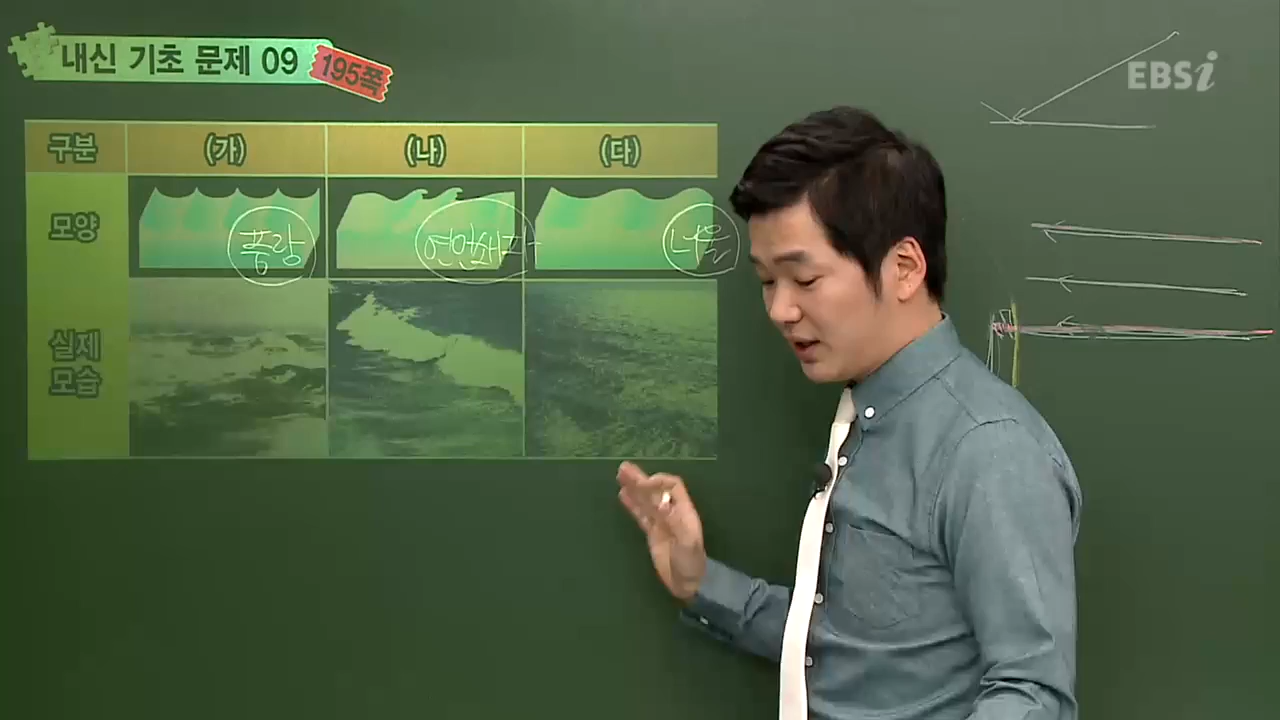 내신 기초 문제 09
195쪽
EBSi
구분 (가) (나) (다)
모양 풍랑 연안쇄파 너울
실제
모습